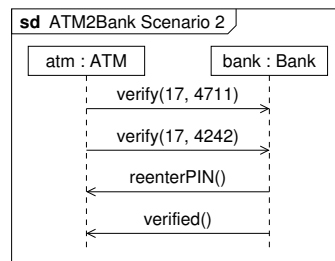 sd ATM2Bank Scenario 2
atm : ATM
bank : Bank
verify(17, 4711)
verify(17, 4242)
reenterPIN()
verified()